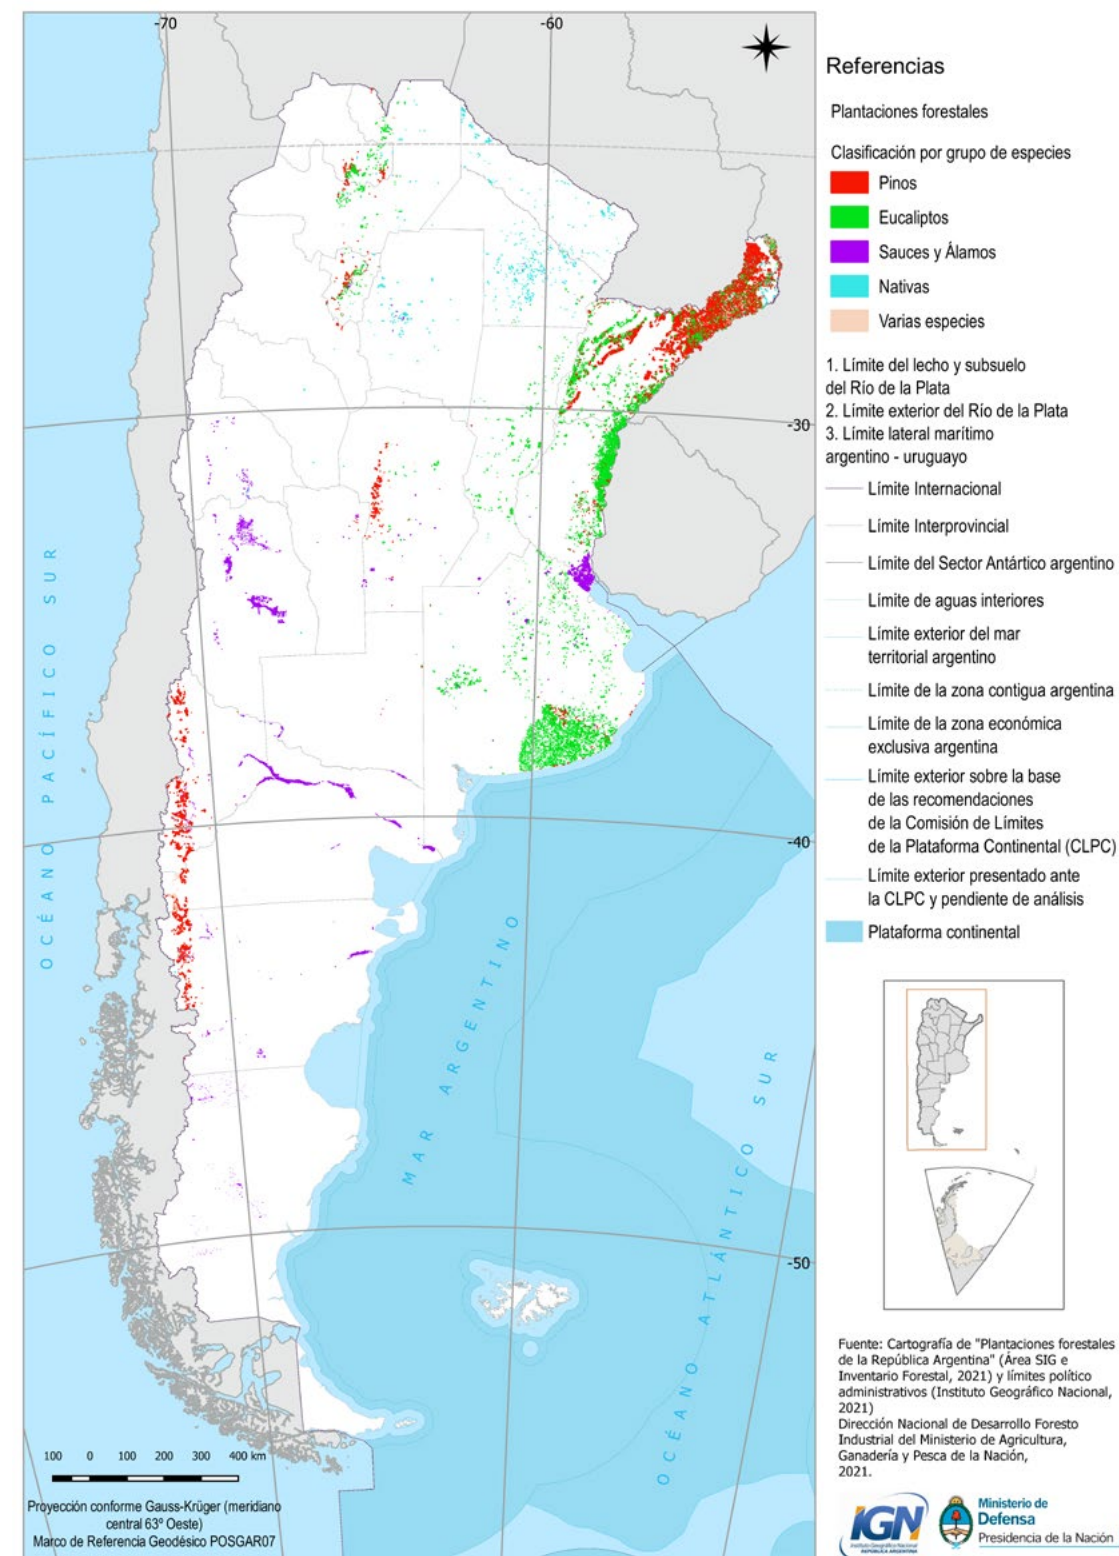 -70
-60
-30
-40
-50
OCÉANO PACÍFICO SUR
MAR ARGENTINO
OCÉANO ATLÁNTICO SUR
100 0 100 200 300 400 km
Proyección conforme Gauss-Krüger (meridiano
central 63º Oeste)
Marco de Referencia Geodésico POSGAR07
Referencias
Plantaciones forestales
Clasificación por grupo de especies
Pinos
Eucaliptos
Sauces y Álamos
Nativas
Varias especies
1. Límite del lecho y subsuelo
del Río de la Plata
2. Límite exterior del Río de la Plata
3. Límite lateral marítimo
argentino - uruguayo
Límite Internacional
Límite Interprovincial
Límite del Sector Antártico argentino
Límite de aguas interiores
Límite exterior del mar
territorial argentino
Límite de la zona contigua argentina
Límite de la zona económica
exclusiva argentina
Límite exterior sobre la base
de las recomendaciones
de la Comisión de Límites
de la Plataforma Continental (CLPC)
Límite exterior presentado ante
la CLPC y pendiente de análisis
Plataforma continental
Fuente: Cartografía de "Plantaciones forestales
de la República Argentina" (Área SIG e
Inventario Forestal, 2021) y límites político
administrativos (Instituto Geográfico Nacional,
2021)
Dirección Nacional de Desarrollo Foresto
Industrial del Ministerio de Agricultura,
Ganadería y Pesca de la Nación,
2021.
IGN
Instituto Geográfico Nacional
REPÚBLICA ARGENTINA
Ministerio de
Defensa
Presidencia de la Nación